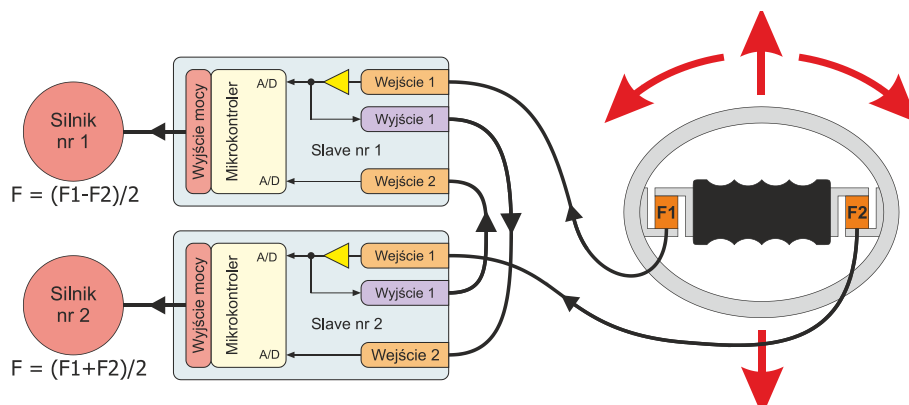 Silnik
nr 1
F = (F1-F2)/2
Wyjście mocy
Mikrokontroler
A/D
A/D
Wejście 1
Wyjście 1
Slave nr 1
Wejście 2
Silnik
nr 2
F = (F1+F2)/2
Wyjście mocy
Mikrokontroler
A/D
A/D
Wejście 1
Wyjście 1
Slave nr 2
Wejście 2
F1
F2